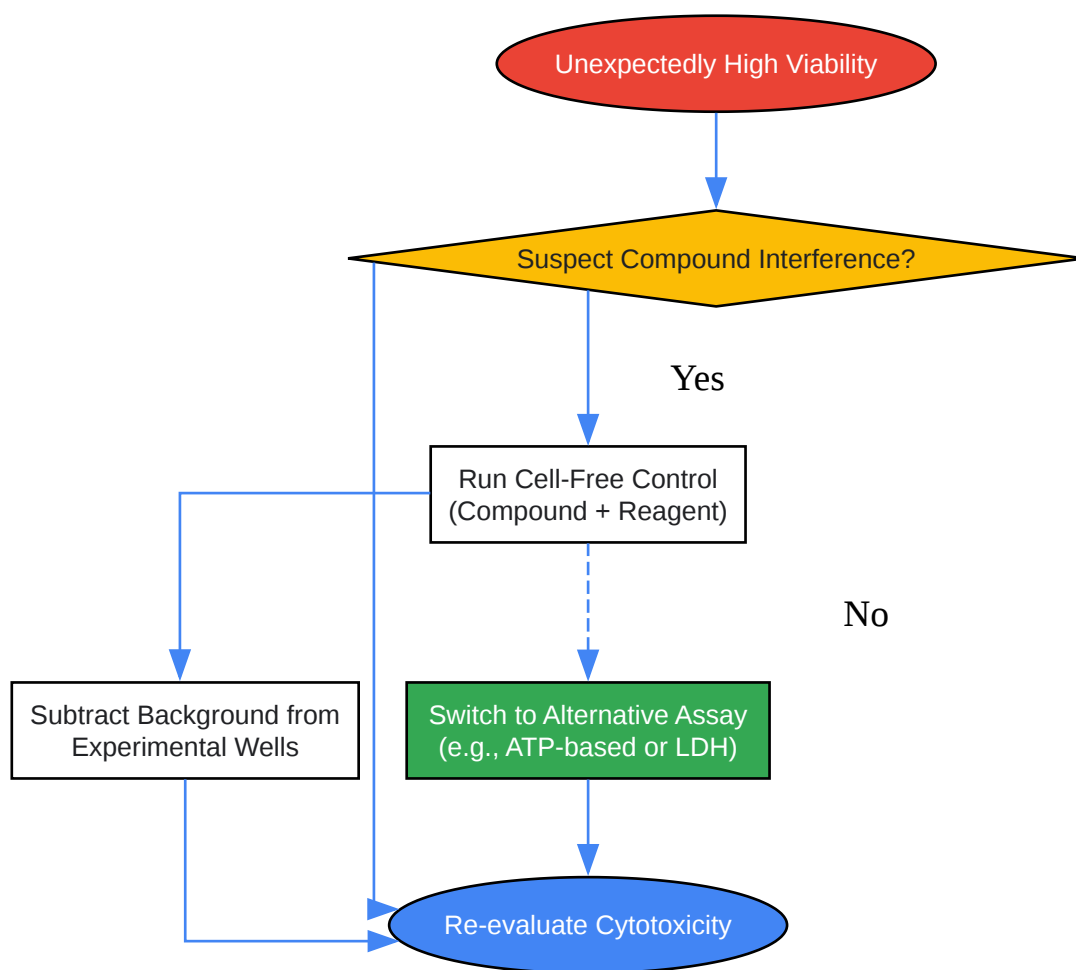 Unexpectedly High Viability
Suspect Compound Interference?
Yes
Run Cell-Free Control
(Compound + Reagent)
No
Subtract Background from
Experimental Wells
Switch to Alternative Assay
(e.g., ATP-based or LDH)
Re-evaluate Cytotoxicity